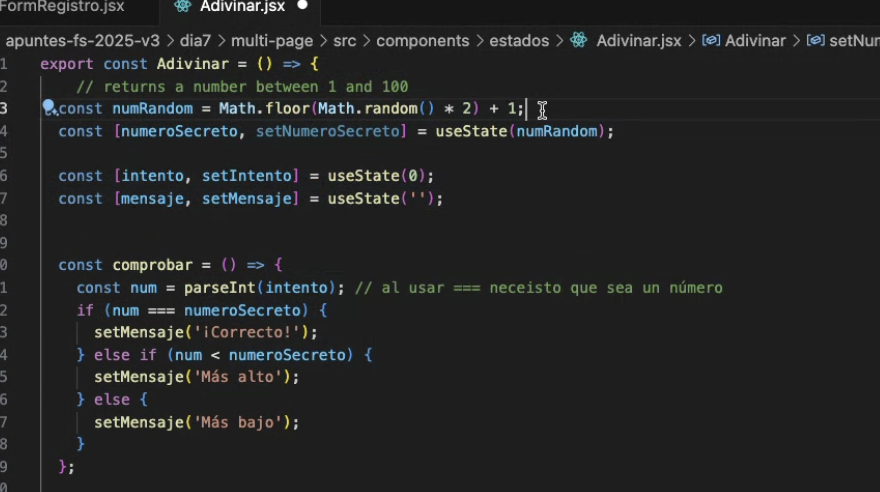 FormRegistro.jsx Adivinar.jsx
apuntes-fs-2025-v3 > dia7 > multi-page > src > components > estados > Adivinar.jsx > Adivinar > setNum
1 export const Adivinar = () => {
2 // returns a number between 1 and 100
3 const numRandom = Math.floor(Math.random() * 2) + 1;
4 const [numeroSecreto, setNumeroSecreto] = useState(numRandom);
5
6 const [intento, setIntento] = useState(0);
7 const [mensaje, setMensaje] = useState('');
8
9
0 const comprobar = () => {
1 const num = parseInt(intento); // al usar === neceisto que sea un número
2 if (num === numeroSecreto) {
3 setMensaje('¡Correcto!');
4 } else if (num < numeroSecreto) {
5 setMensaje('Más alto');
6 } else {
7 setMensaje('Más bajo');
8 }
9 };
0